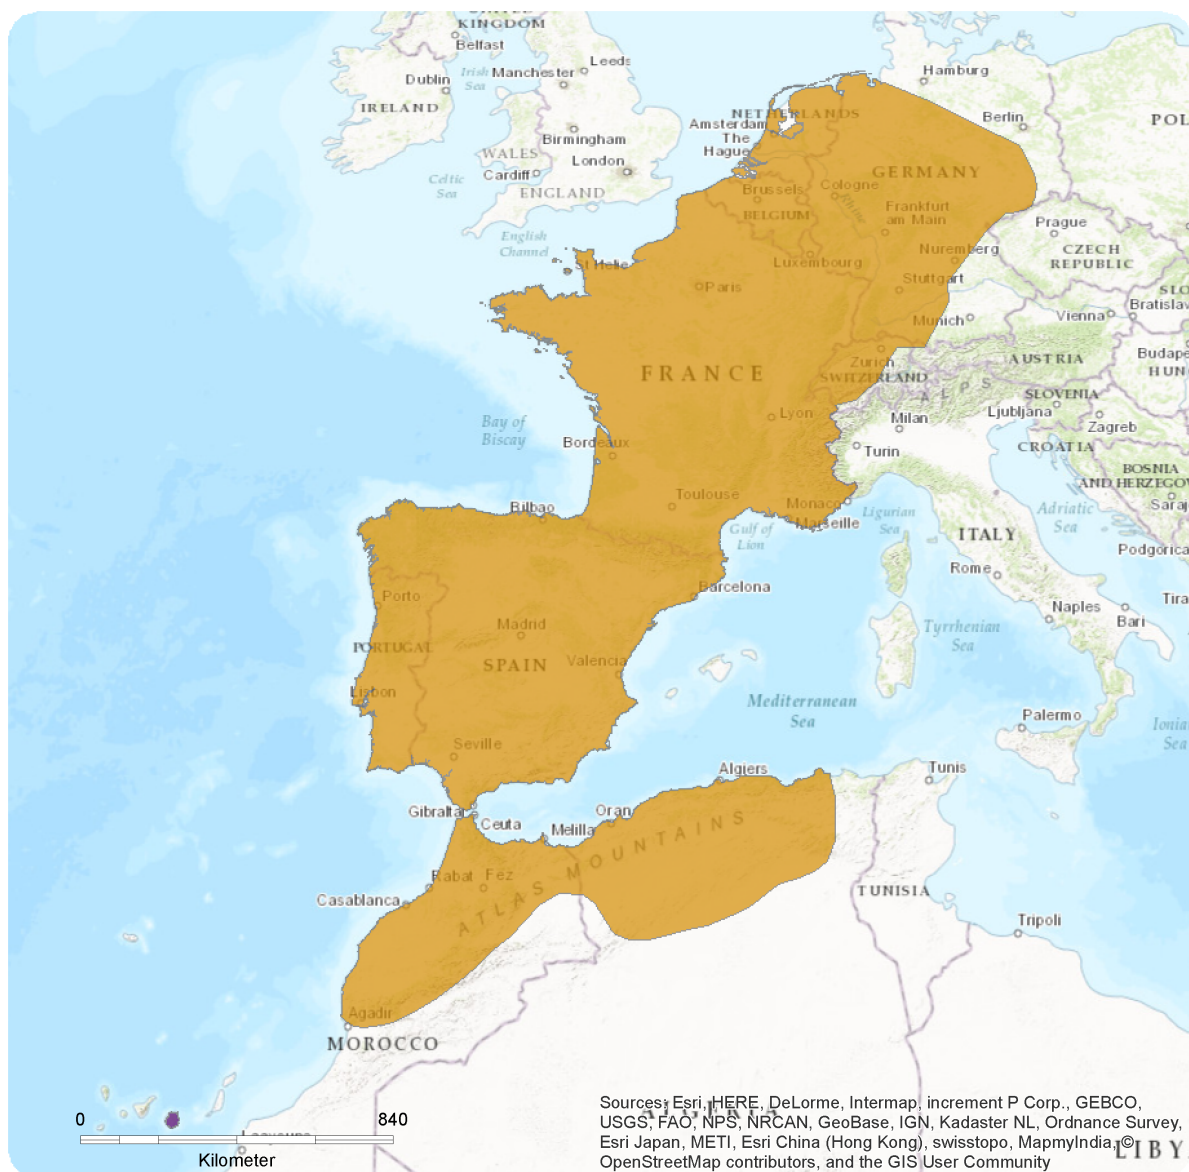 KINGDOM
Belfast
Leeds
Dublin
Irish
Sea
Manchester
IRELAND
Hamburg
Berlin
POL
NETHERLANDS
Amsterdam
The
Hague
Birmingham
WALES
London
Cardiff
ENGLAND
Celtic
Sea
GERMANY
Brussels
Cologne
BELGIUM
Rhine
Frankfurt
am Main
Prague
English
Channel
Nuremberg
CZECH
REPUBLIC
St Helie
Luxembourg
Paris
Stuttgart
SLO
Bratislav
Munich
Vienna
Zurich
AUSTRIA
Budape
HUN
FRANCE
SWITZERLAND
ALPS
SLOVENIA
Lyon
Milan
Ljubljana
Zagreb
Bay of
Biscay
Bordeaux
Turin
CROATIA
BOSNIA
AND HERZEGOV
Toulouse
Monaco
Saraj
Bilbao
Marseille
Ligurian
Sea
Adriatic
Sea
Gulf of
Lion
ITALY
Podgorica
Rome
Barcelona
Porto
Tira
Naples
Bari
Madrid
Tyrrhenian
Sea
PORTUGAL
SPAIN
Valencia
Lisbon
Mediterranean
Sea
Palermo
Ionia
Sea
Seville
Algiers
Tunis
Gibraltar
Ceuta
Oran
Melilla
ATLAS MOUNTAINS
Rabat
Fez
Casablanca
TUNISIA
Tripoli
Agadir
MOROCCO
ALGERIA
LIBY
0
840
Kilometer
Sources: Esri, HERE, DeLorme, Intermap, increment P Corp., GEBCO,
USGS, FAO, NPS, NRCAN, GeoBase, IGN, Kadaster NL, Ordnance Survey,
Esri Japan, METI, Esri China (Hong Kong), swisstopo, MapmyIndia, ©
OpenStreetMap contributors, and the GIS User Community